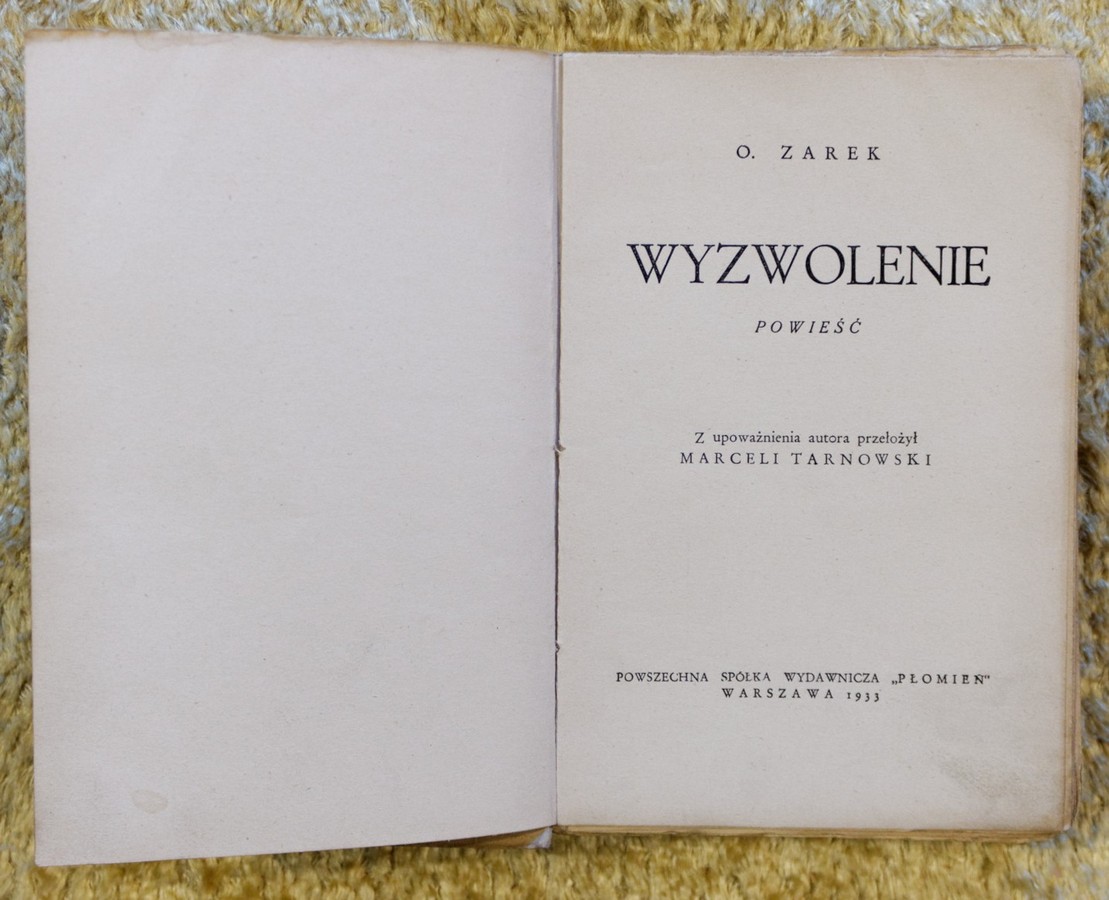 O. ZAREK
WYZWOLENIE
POWIEŚĆ
Z upoważnienia autora przełożył
MARCELI TARNOWSKI
POWSZECHNA SPÓŁKA WYDAWNICZA „PŁOMIEŃ“
WARSZAWA 1933